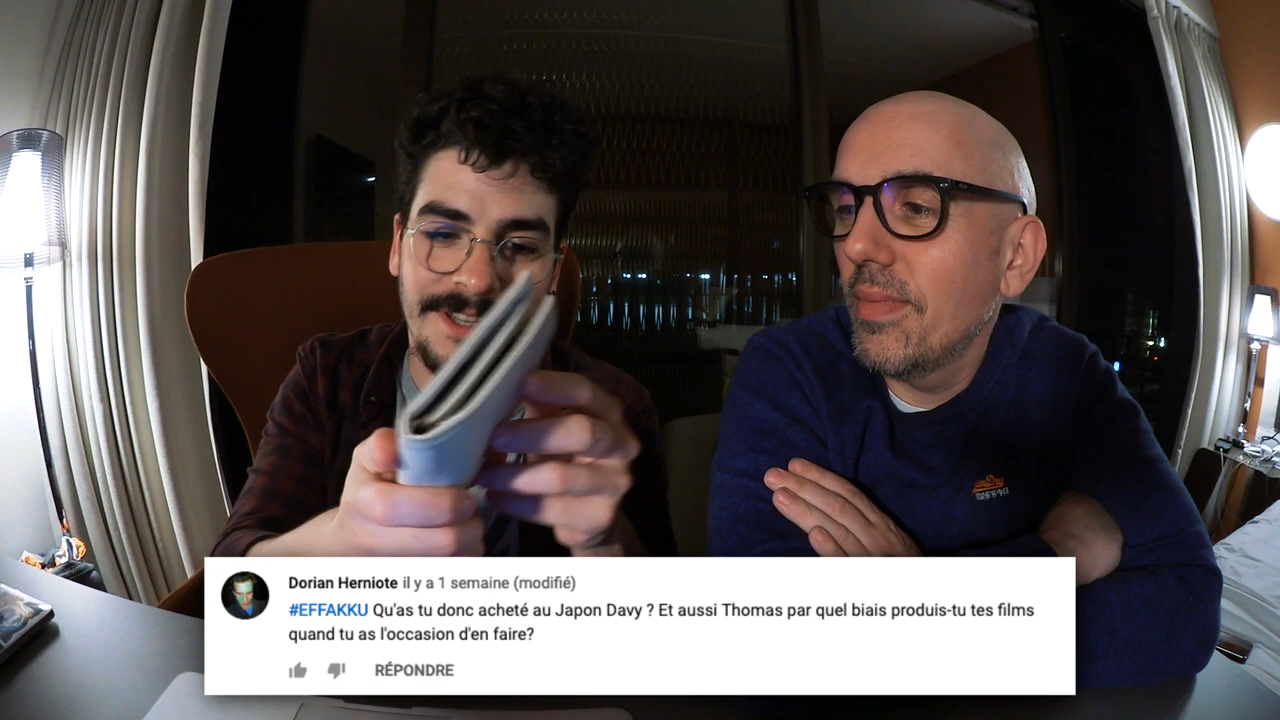 Dorian Herniote il y a 1 semaine (modifié)
#EFFAKKU Qu'as tu donc acheté au Japon Davy ? Et aussi Thomas par quel biais produis-tu tes films
quand tu as l'occasion d'en faire?
RÉPONDRE